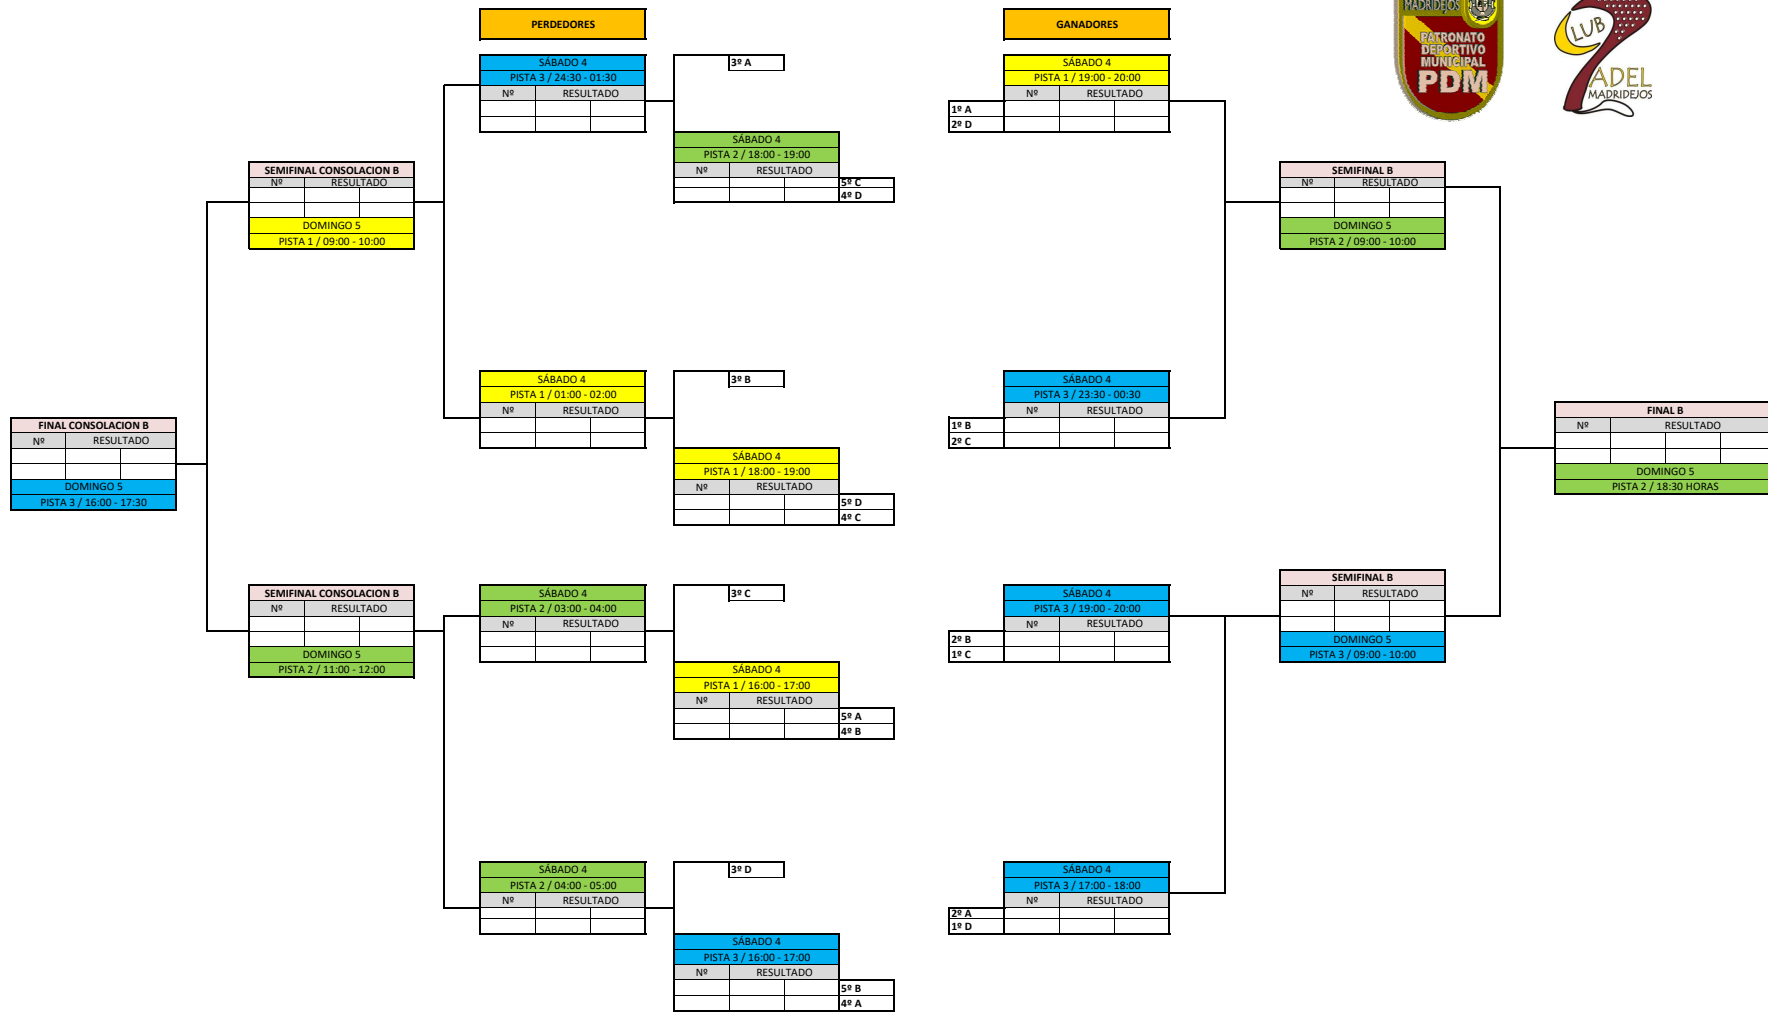 PERDEDORES
GANADORES
MADRIDEJOS
PATRONATO
DEPORTIVO
MUNICIPAL
PDM
CLUB
PADEL
MADRIDEJOS
SÁBADO 4
PISTA 3 / 24:30 - 01:30
Nº RESULTADO
3º A
SÁBADO 4
PISTA 2 / 18:00 - 19:00
Nº RESULTADO
5º C
4º D
SÁBADO 4
PISTA 1 / 19:00 - 20:00
Nº RESULTADO
1º A
2º D
SEMIFINAL CONSOLACION B
Nº RESULTADO
DOMINGO 5
PISTA 1 / 09:00 - 10:00
SEMIFINAL B
Nº RESULTADO
DOMINGO 5
PISTA 2 / 09:00 - 10:00
SÁBADO 4
PISTA 1 / 01:00 - 02:00
Nº RESULTADO
3º B
SÁBADO 4
PISTA 1 / 18:00 - 19:00
Nº RESULTADO
5º D
4º C
SÁBADO 4
PISTA 3 / 23:30 - 00:30
Nº RESULTADO
1º B
2º C
FINAL CONSOLACION B
Nº RESULTADO
DOMINGO 5
PISTA 3 / 16:00 - 17:30
FINAL B
Nº RESULTADO
DOMINGO 5
PISTA 2 / 18:30 HORAS
SEMIFINAL CONSOLACION B
Nº RESULTADO
DOMINGO 5
PISTA 2 / 11:00 - 12:00
SÁBADO 4
PISTA 2 / 03:00 - 04:00
Nº RESULTADO
3º C
SÁBADO 4
PISTA 1 / 16:00 - 17:00
Nº RESULTADO
5º A
4º B
SÁBADO 4
PISTA 3 / 19:00 - 20:00
Nº RESULTADO
2º B
1º C
SEMIFINAL B
Nº RESULTADO
DOMINGO 5
PISTA 3 / 09:00 - 10:00
SÁBADO 4
PISTA 2 / 04:00 - 05:00
Nº RESULTADO
3º D
SÁBADO 4
PISTA 3 / 16:00 - 17:00
Nº RESULTADO
5º B
4º A
SÁBADO 4
PISTA 3 / 17:00 - 18:00
Nº RESULTADO
2º A
1º D